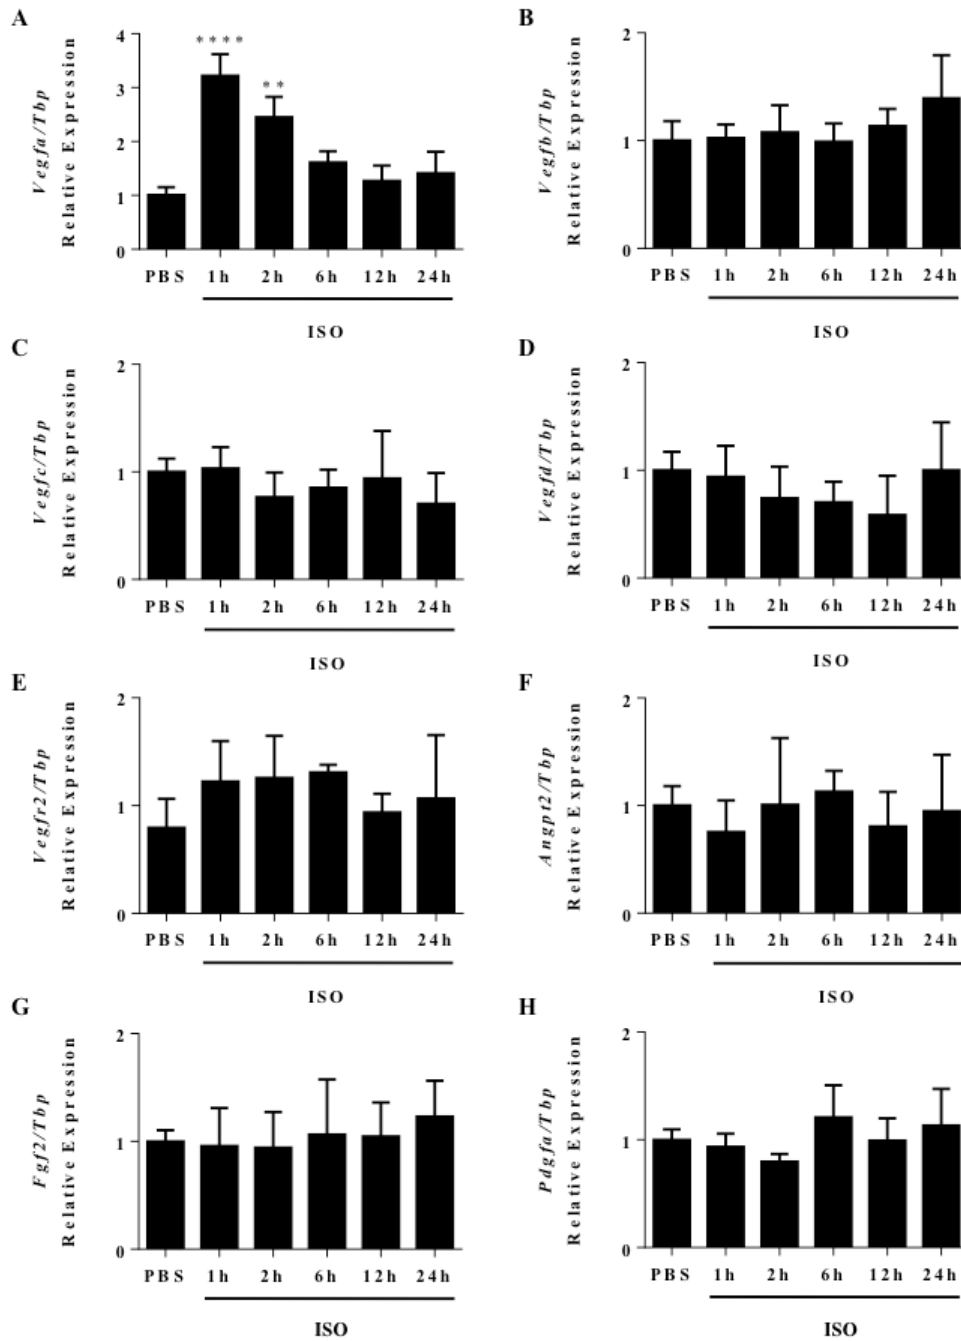 A
Vegfa/Tbp
Relative Expression
4
3
2
1
0
****
**
PBS 1h 2h 6h 12h 24h
ISO
B
Vegfb/Tbp
Relative Expression
2
1
0
PBS 1h 2h 6h 12h 24h
ISO
C
Vegfc/Tbp
Relative Expression
2
1
0
PBS 1h 2h 6h 12h 24h
ISO
D
Vegfd/Tbp
Relative Expression
2
1
0
PBS 1h 2h 6h 12h 24h
ISO
E
Vegfr2/Tbp
Relative Expression
2
1
0
PBS 1h 2h 6h 12h 24h
ISO
F
Angpt2/Tbp
Relative Expression
2
1
0
PBS 1h 2h 6h 12h 24h
ISO
G
Fgf2/Tbp
Relative Expression
2
1
0
PBS 1h 2h 6h 12h 24h
ISO
H
Pdgfa/Tbp
Relative Expression
2
1
0
PBS 1h 2h 6h 12h 24h
ISO